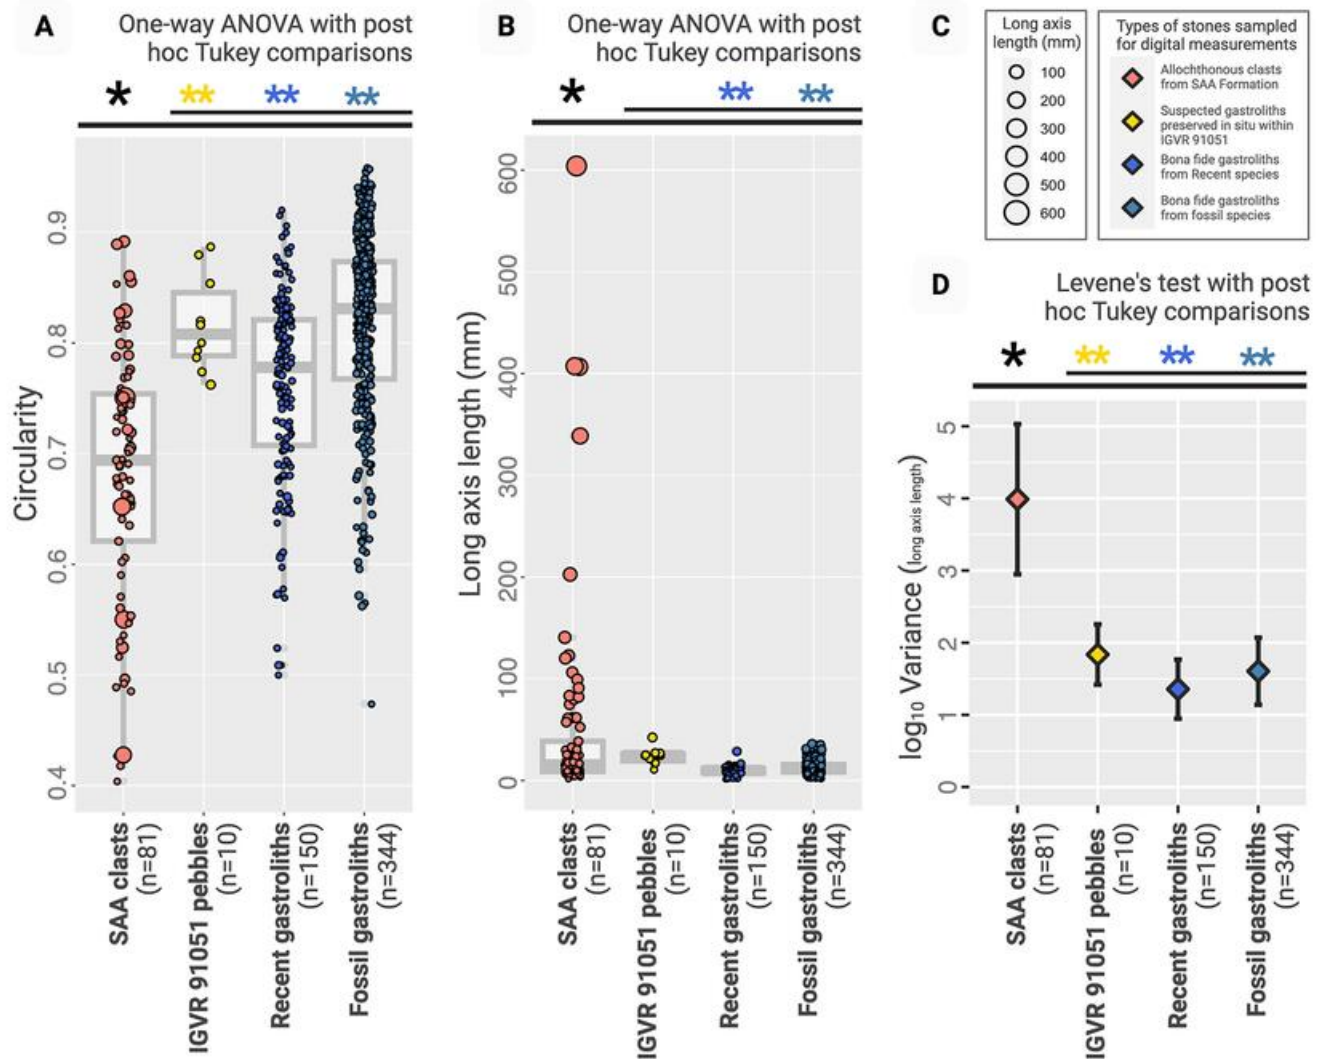 A
One-way ANOVA with post
hoc Tukey comparisons
* ** ** **
Circularity
0.9
0.8
0.7
0.6
0.5
0.4
SAA clasts
(n=81)
IGVR 91051 pebbles
(n=10)
Recent gastroliths
(n=150)
Fossil gastroliths
(n=3444)
B
One-way ANOVA with post
hoc Tukey comparisons
* ** **
Long axis length (mm)
600
500
400
300
200
100
0
SAA clasts
(n=81)
IGVR 91051 pebbles
(n=10)
Recent gastroliths
(n=150)
Fossil gastroliths
(n=3444)
C
Long axis
length (mm)
100
200
300
400
500
600
Types of stones sampled
for digital measurements
Allochthonous clasts
from SAA Formation
Suspected gastroliths
preserved in situ within
IGVR 91051
Bona fide gastroliths
from Recent species
Bona fide gastroliths
from fossil species
D
Levene's test with post
hoc Tukey comparisons
* ** ** **
log10 Variance (long axis length)
5
4
3
2
1
0
SAA clasts
(n=81)
IGVR 91051 pebbles
(n=10)
Recent gastroliths
(n=150)
Fossil gastroliths
(n=3444)